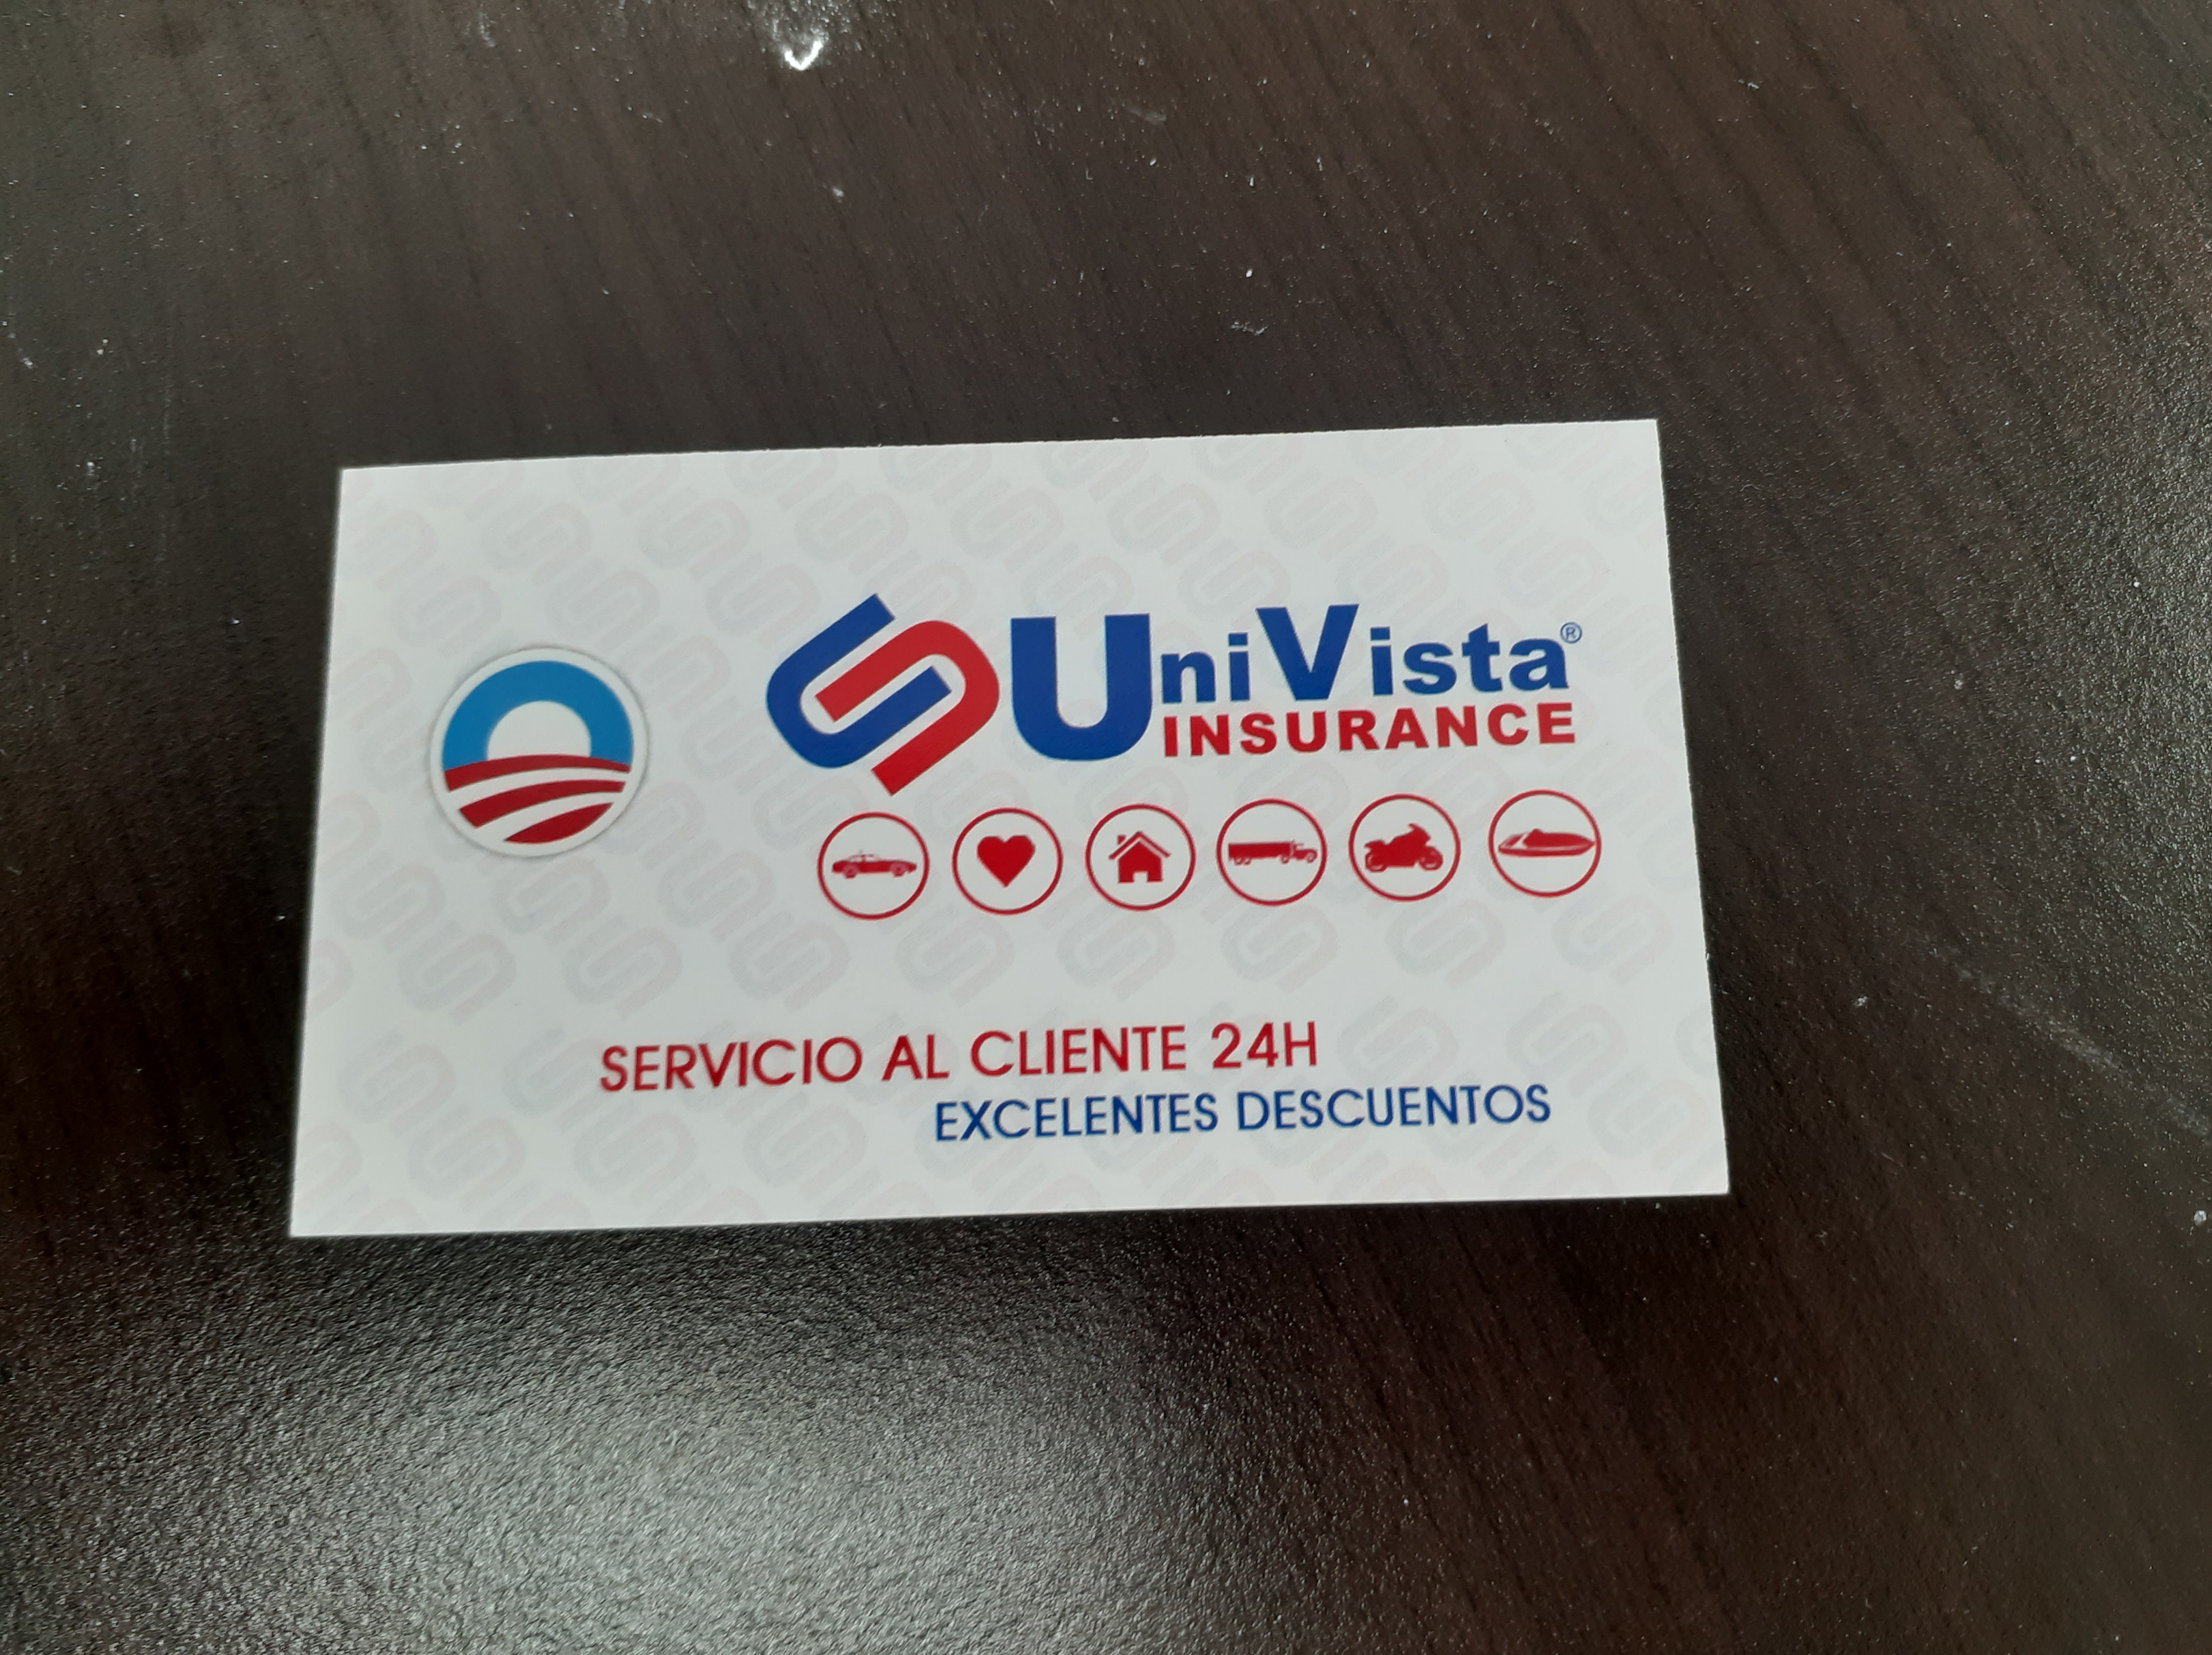 UniVista®
INSURANCE
SERVICIO AL CLIENTE 24H
EXCELENTES DESCUENTOS